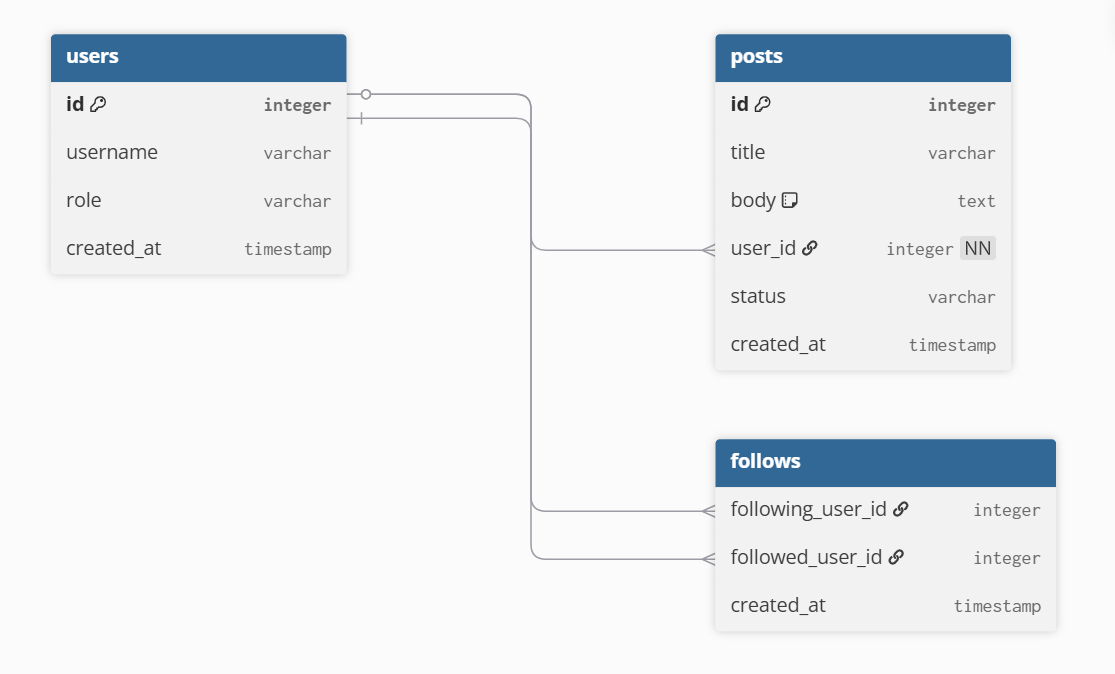 users
id integer
username varchar
role varchar
created_at timestamp
posts
id integer
title varchar
body text
user_id integer NN
status varchar
created_at timestamp
follows
following_user_id integer
followed_user_id integer
created_at timestamp